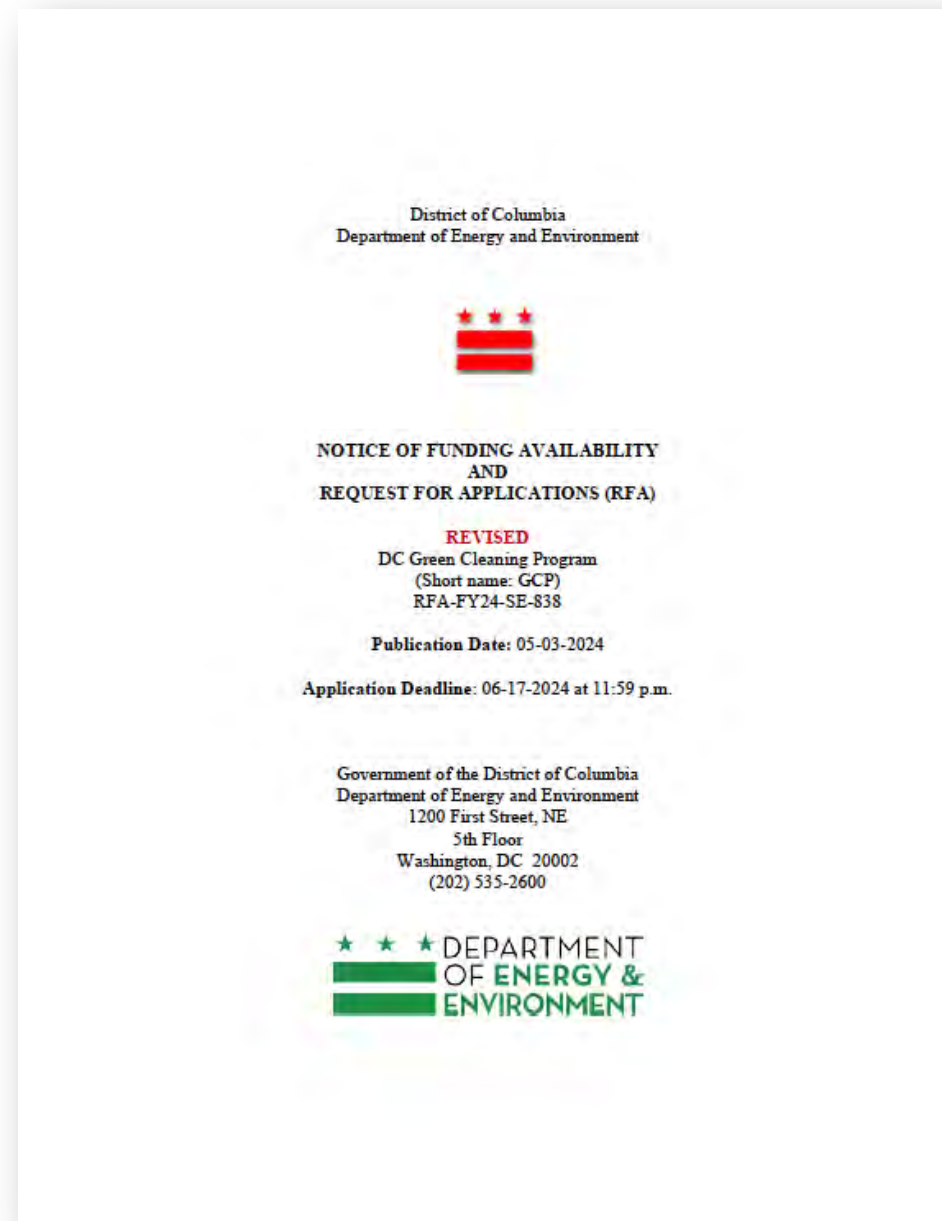 District of Columbia
Department of Energy and Environment
NOTICE OF FUNDING AVAILABILITY
AND
REQUEST FOR APPLICATIONS (RFA)
REVISED
DC Green Cleaning Program
(Short name: GCP)
RFA-FY24-SE-838
Publication Date: 05-03-2024
Application Deadline: 06-17-2024 at 11:59 p.m.
Government of the District of Columbia
Department of Energy and Environment
1200 First Street, NE
5th Floor
Washington, DC  20002
(202) 535-2600
DEPARTMENT
OF ENERGY &
ENVIRONMENT